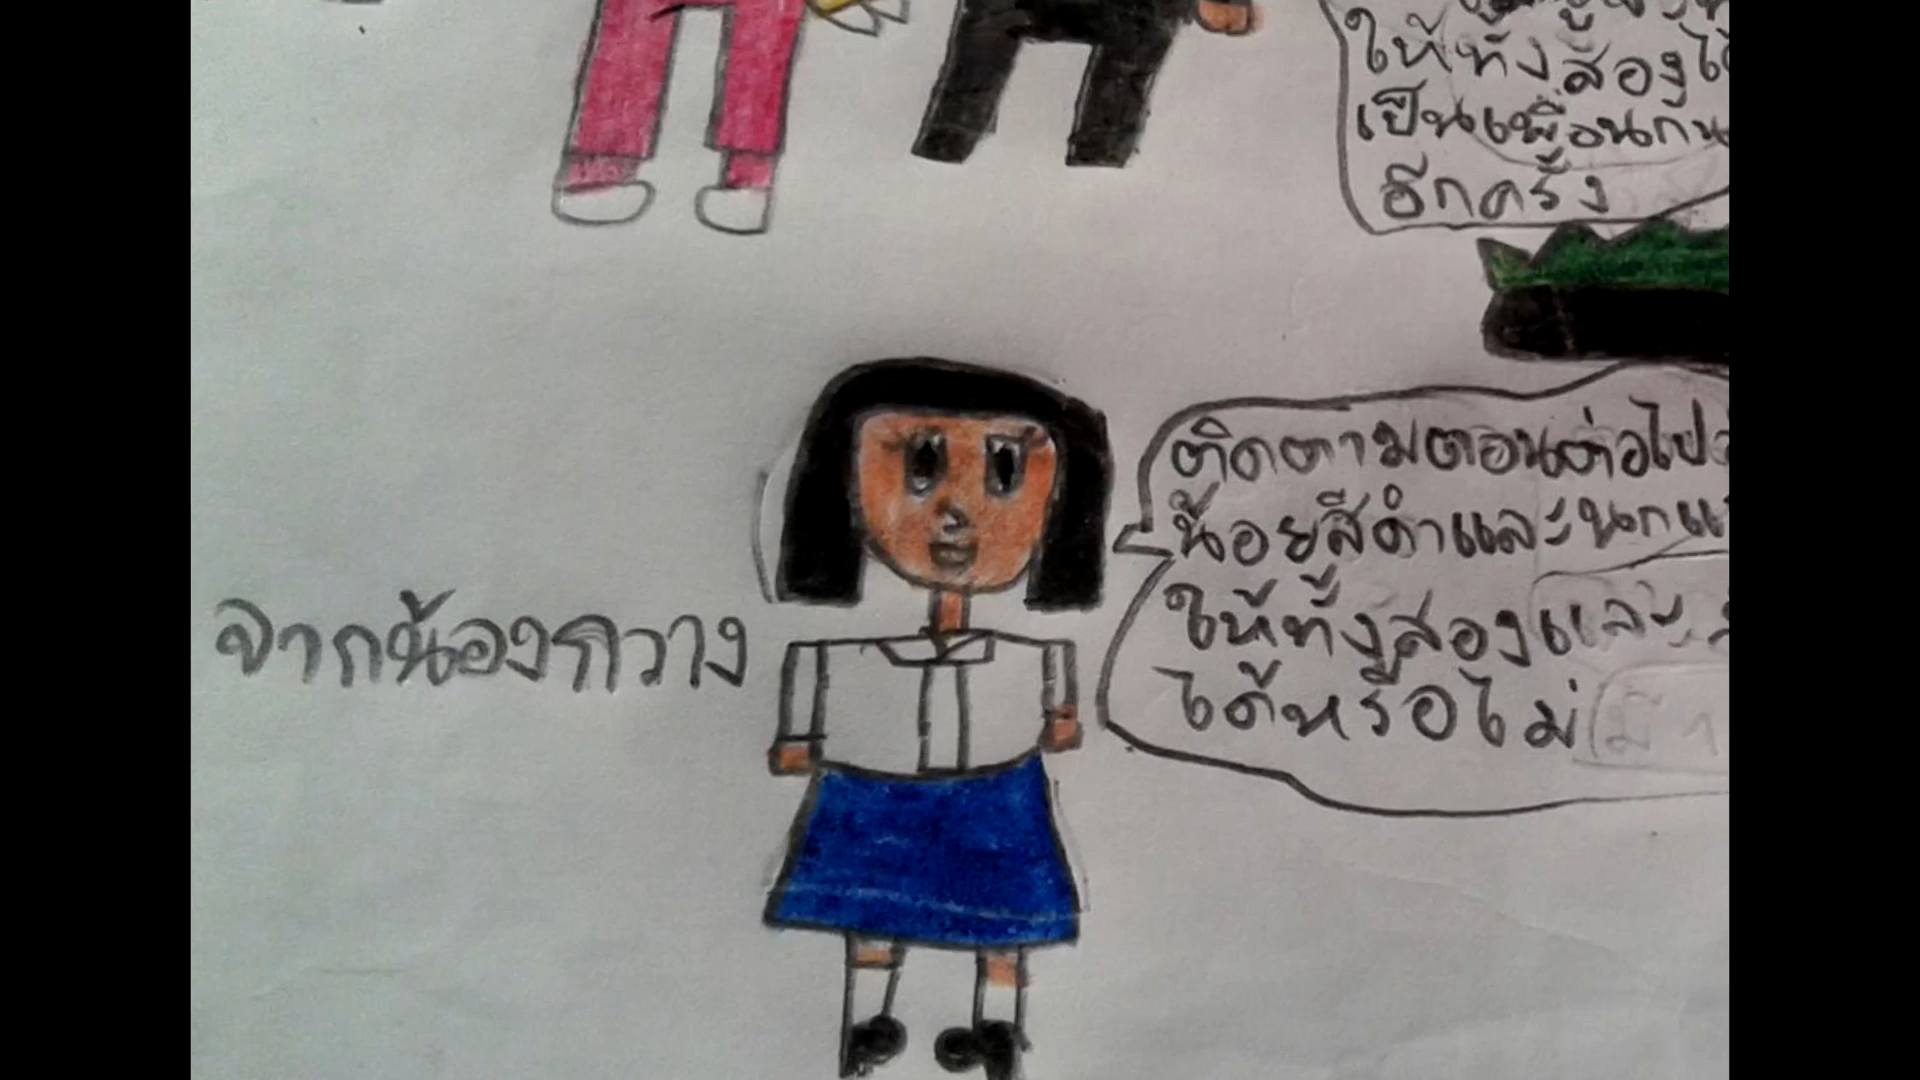 ให้ทั้งสองได้
เป็นเพื่อนกัน
อีกครั้ง
ติดตามตอนต่อไป
น้อยสีดำและนก
ให้ทั้งสองและ
ได้หรือไม่
จากน้องกวาง